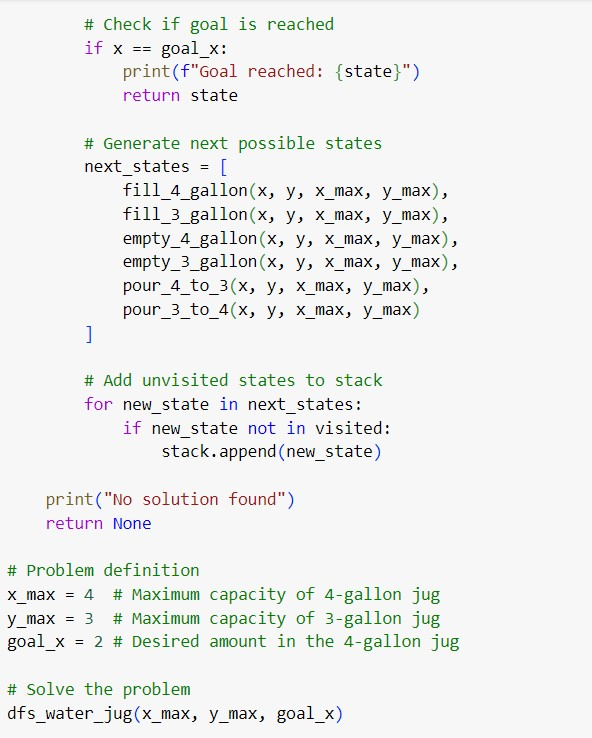 # Check if goal is reached
if x == goal_x:
print(f"Goal reached: {state}")
return state
# Generate next possible states
next_states = [
fill_4_gallon(x, y, x_max, y_max),
fill_3_gallon(x, y, x_max, y_max),
empty_4_gallon(x, y, x_max, y_max),
empty_3_gallon(x, y, x_max, y_max),
pour_4_to_3(x, y, x_max, y_max),
pour_3_to_4(x, y, x_max, y_max)
]
# Add unvisited states to stack
for new_state in next_states:
if new_state not in visited:
stack.append(new_state)
print("No solution found")
return None
# Problem definition
x_max = 4  # Maximum capacity of 4-gallon jug
y_max = 3  # Maximum capacity of 3-gallon jug
goal_x = 2 # Desired amount in the 4-gallon jug
# Solve the problem
dfs_water_jug(x_max, y_max, goal_x)